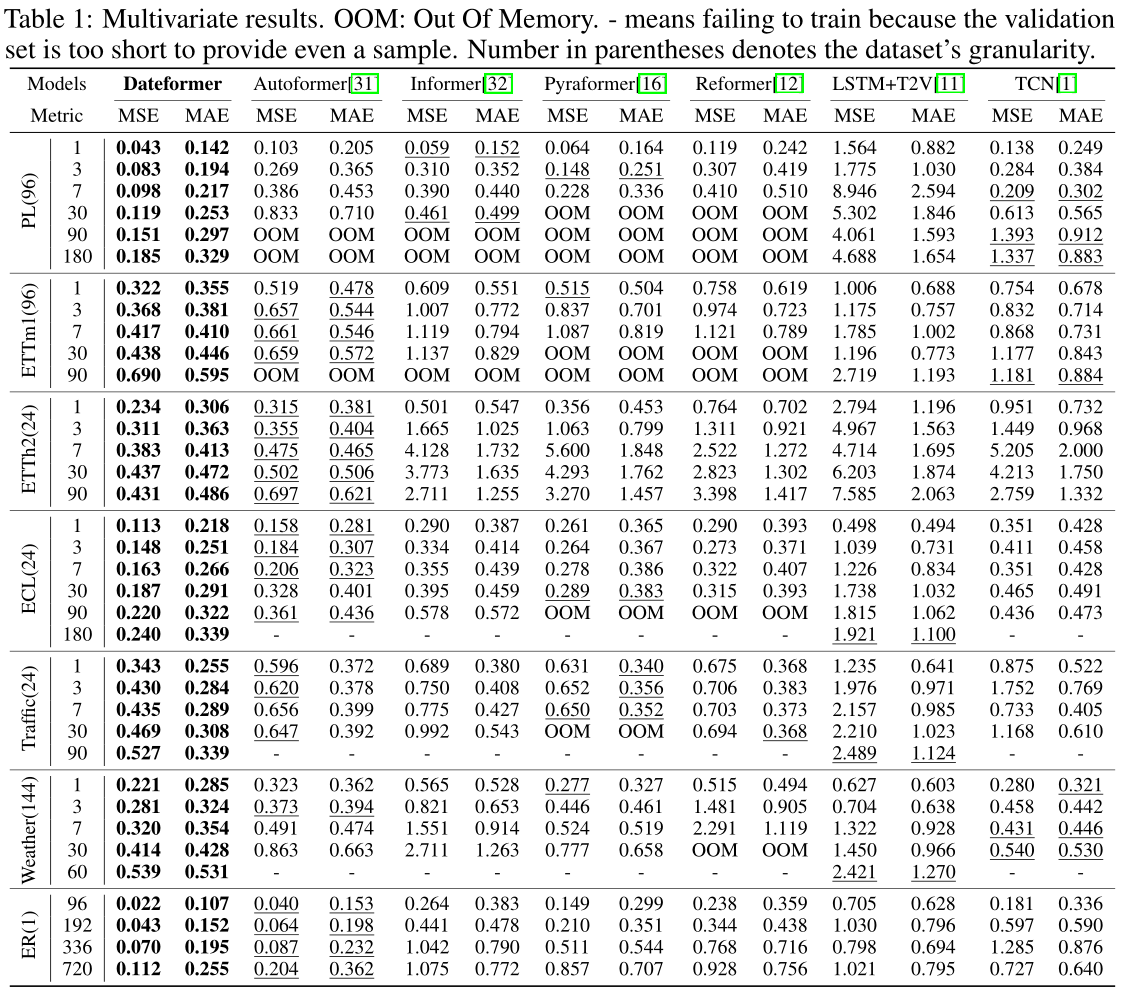 Table 1: Multivariate results. OOM: Out Of Memory. - means failing to train because the validation
set is too short to provide even a sample. Number in parentheses denotes the dataset's granularity.
Models Dateformer Autoformer[31] Informer[32] Pyraformer[16] Reformer[12] LSTM+T2V[11] TCN[1]
Metric MSE MAE MSE MAE MSE MAE MSE MAE MSE MAE MSE MAE MSE MAE
PL(96)
1 0.043 0.142 0.103 0.205 0.059 0.152 0.064 0.164 0.119 0.242 1.564 0.882 0.138 0.249
3 0.083 0.194 0.269 0.365 0.310 0.352 0.148 0.251 0.307 0.419 1.775 1.030 0.284 0.384
7 0.098 0.217 0.386 0.453 0.390 0.440 0.228 0.336 0.410 0.510 8.946 2.594 0.209 0.302
30 0.119 0.253 0.833 0.710 0.461 0.499 OOM OOM OOM OOM 5.302 1.846 0.613 0.565
90 0.151 0.297 OOM OOM OOM OOM OOM OOM OOM OOM 4.061 1.593 1.393 0.912
180 0.185 0.329 OOM OOM OOM OOM OOM OOM OOM OOM 4.688 1.654 1.337 0.883
ETTm1(96)
1 0.322 0.355 0.519 0.478 0.609 0.551 0.515 0.504 0.758 0.619 1.006 0.688 0.754 0.678
3 0.368 0.381 0.657 0.544 1.007 0.772 0.837 0.701 0.974 0.723 1.175 0.757 0.832 0.714
7 0.417 0.410 0.661 0.546 1.119 0.794 1.087 0.819 1.121 0.789 1.785 1.002 0.868 0.731
30 0.438 0.446 0.659 0.572 1.137 0.829 OOM OOM OOM OOM 1.196 0.773 1.177 0.843
90 0.690 0.595 OOM OOM OOM OOM OOM OOM OOM OOM 2.719 1.193 1.181 0.884
ETTh2(24)
1 0.234 0.306 0.315 0.381 0.501 0.547 0.356 0.453 0.764 0.702 2.794 1.196 0.951 0.732
3 0.311 0.363 0.355 0.404 1.665 1.025 1.063 0.799 1.311 0.921 4.967 1.563 1.449 0.968
7 0.383 0.413 0.475 0.465 4.128 1.732 5.600 1.848 2.522 1.272 4.714 1.695 5.205 2.000
30 0.437 0.472 0.502 0.506 3.773 1.635 4.293 1.762 2.823 1.302 6.203 1.874 4.213 1.750
90 0.431 0.486 0.697 0.621 2.711 1.255 3.270 1.457 3.398 1.417 7.585 2.063 2.759 1.332
ECL(24)
1 0.113 0.218 0.158 0.281 0.290 0.387 0.261 0.365 0.290 0.393 0.498 0.494 0.351 0.428
3 0.148 0.251 0.184 0.307 0.334 0.414 0.264 0.367 0.273 0.371 1.039 0.731 0.411 0.458
7 0.163 0.266 0.206 0.323 0.355 0.439 0.278 0.386 0.322 0.407 1.226 0.834 0.351 0.428
30 0.187 0.291 0.328 0.401 0.395 0.459 0.289 0.383 0.315 0.393 1.738 1.032 0.465 0.491
90 0.220 0.322 0.361 0.436 0.578 0.572 OOM OOM OOM OOM 1.815 1.062 0.436 0.473
180 0.240 0.339 - - - - - - - - 1.921 1.100 - -
Traffic(24)
1 0.343 0.255 0.596 0.372 0.689 0.380 0.631 0.340 0.675 0.368 1.235 0.641 0.875 0.522
3 0.430 0.284 0.620 0.378 0.750 0.408 0.652 0.356 0.706 0.383 1.976 0.971 1.752 0.769
7 0.435 0.289 0.656 0.399 0.775 0.427 0.650 0.352 0.703 0.373 2.157 0.985 0.733 0.405
30 0.469 0.308 0.647 0.392 0.992 0.543 OOM OOM 0.694 0.368 2.210 1.023 1.168 0.610
90 0.527 0.339 - - - - - - - - 2.489 1.124 - -
Weather(144)
1 0.221 0.285 0.323 0.362 0.565 0.528 0.277 0.327 0.515 0.494 0.627 0.603 0.280 0.321
3 0.281 0.324 0.373 0.394 0.821 0.653 0.446 0.461 1.481 0.905 0.704 0.638 0.458 0.442
7 0.320 0.354 0.491 0.474 1.551 0.914 0.524 0.519 2.291 1.119 1.322 0.928 0.431 0.446
30 0.414 0.428 0.863 0.663 2.711 1.263 0.777 0.658 OOM OOM 1.450 0.966 0.540 0.530
60 0.539 0.531 - - - - - - - - 2.421 1.270 - -
ER(1)
96 0.022 0.107 0.040 0.153 0.264 0.383 0.149 0.299 0.238 0.359 0.705 0.628 0.181 0.336
192 0.043 0.152 0.064 0.198 0.441 0.478 0.210 0.351 0.344 0.438 1.030 0.796 0.597 0.590
336 0.070 0.195 0.087 0.232 1.042 0.790 0.511 0.544 0.768 0.716 0.798 0.694 1.285 0.876
720 0.112 0.255 0.204 0.362 1.075 0.772 0.857 0.707 0.928 0.756 1.021 0.795 0.727 0.640